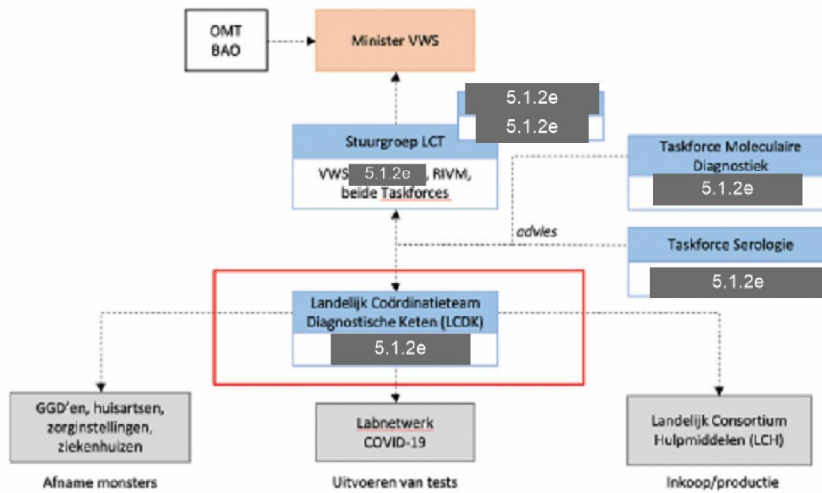 OMT
BAO
Minister VWS
5.1.2e
5.1.2e
Stuurgroep LCT
VWS 5.1.2e, RIVM,
beide Taskforces
Taskforce Moleculaire
Diagnostiek
5.1.2e
advies
Taskforce Serologie
5.1.2e
Landelijk Coördinatieteam
Diagnostische Keten (LCDK)
5.1.2e
GGD'en, huisartsen,
zorginstellingen,
ziekenhuizen
Labnetwerk
COVID-19
Landelijk Consortium
Hulpmiddelen (LCH)
Afname monsters
Uitvoeren van tests
Inkoop/productie